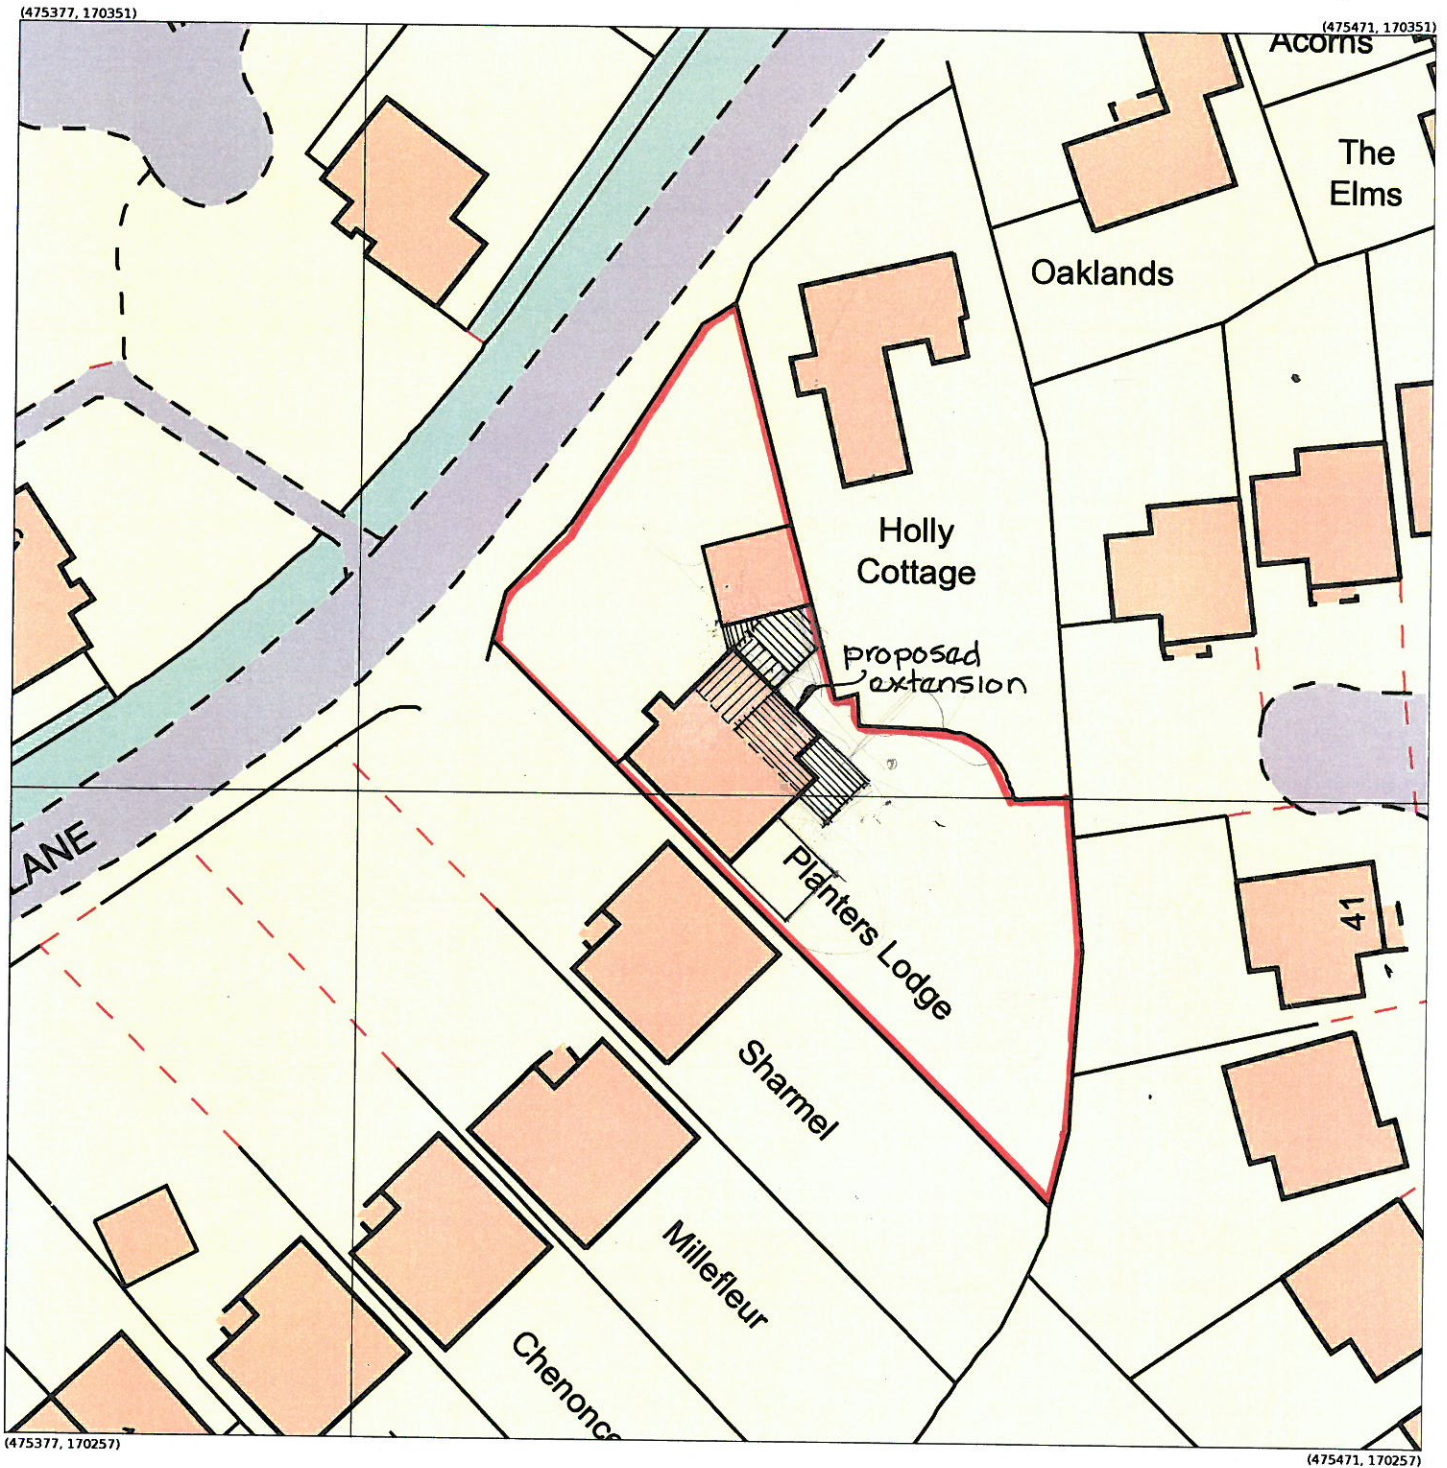 (475377, 170351)
(475471, 170351)
Acorns
The
Elms
Oaklands
Holly
Cottage
proposed
extension
LANE
Planters Lodge
41
Sharmel
Millefleur
Chenonce
(475377, 170257)
(475471, 170257)